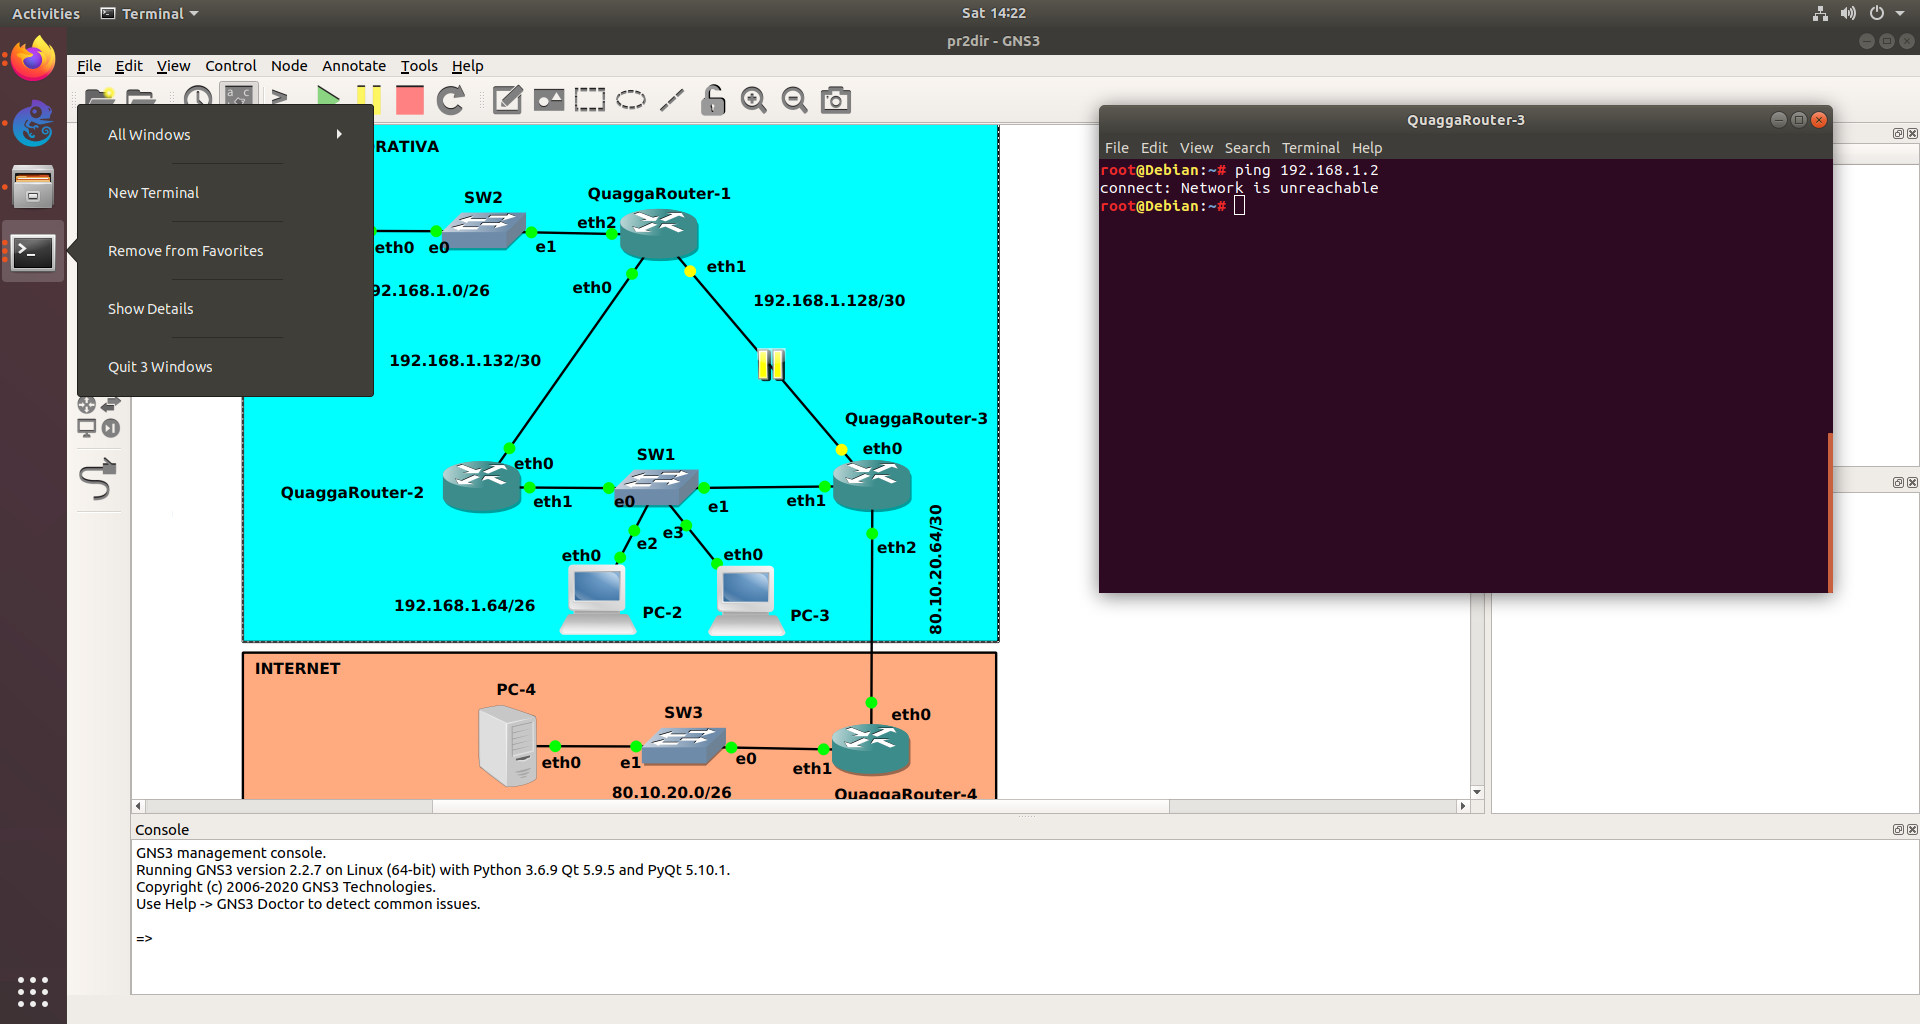 Activities
Terminal
Sat 14:22
pr2dir - GNS3
File Edit View Control Node Annotate Tools Help
All Windows
New Terminal
Remove from Favorites
Show Details
Quit 3 Windows
RATIVA
SW2
QuaggaRouter-1
eth2
eth0 e0
e1
eth1
eth0
92.168.1.0/26
192.168.1.128/30
192.168.1.132/30
QuaggaRouter-3
eth0
SW1
eth0
QuaggaRouter-2
eth1
e0
e1
eth1
e3
e2
eth0
eth0
eth2
80.10.20.64/30
192.168.1.64/26
PC-2
PC-3
INTERNET
PC-4
SW3
eth0
eth0
e1
e0
eth1
80.10.20.0/26
QuaggaRouter-4
QuaggaRouter-3
File Edit View Search Terminal Help
root@Debian:~# ping 192.168.1.2
connect: Network is unreachable
root@Debian:~#
Console
GNS3 management console.
Running GNS3 version 2.2.7 on Linux (64-bit) with Python 3.6.9 Qt 5.9.5 and PyQt 5.10.1.
Copyright (c) 2006-2020 GNS3 Technologies.
Use Help -> GNS3 Doctor to detect common issues.
=>